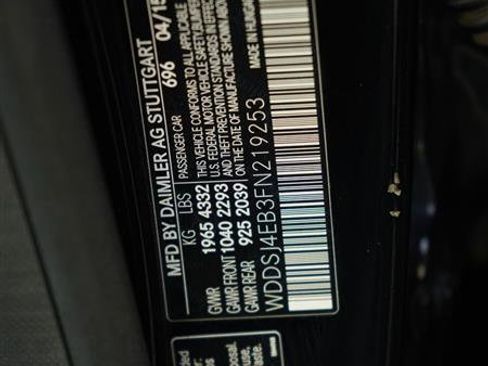 MFD BY DAIMLER AG STUTTGART
PASSENGER CAR 696 04/15
KG LBS
GVWR 1965 4332
GAWR FRONT 1040 2293
GAWR REAR 925 2039
THIS VEHICLE CONFORMS TO ALL APPLICABLE
U.S. FEDERAL MOTOR VEHICLE SAFETY, BUMPER
AND THEFT PREVENTION STANDARDS IN EFFECT
ON THE DATE OF MANUFACTURE
MADE IN HUNGARY
WDDSJ4EB3FN219253